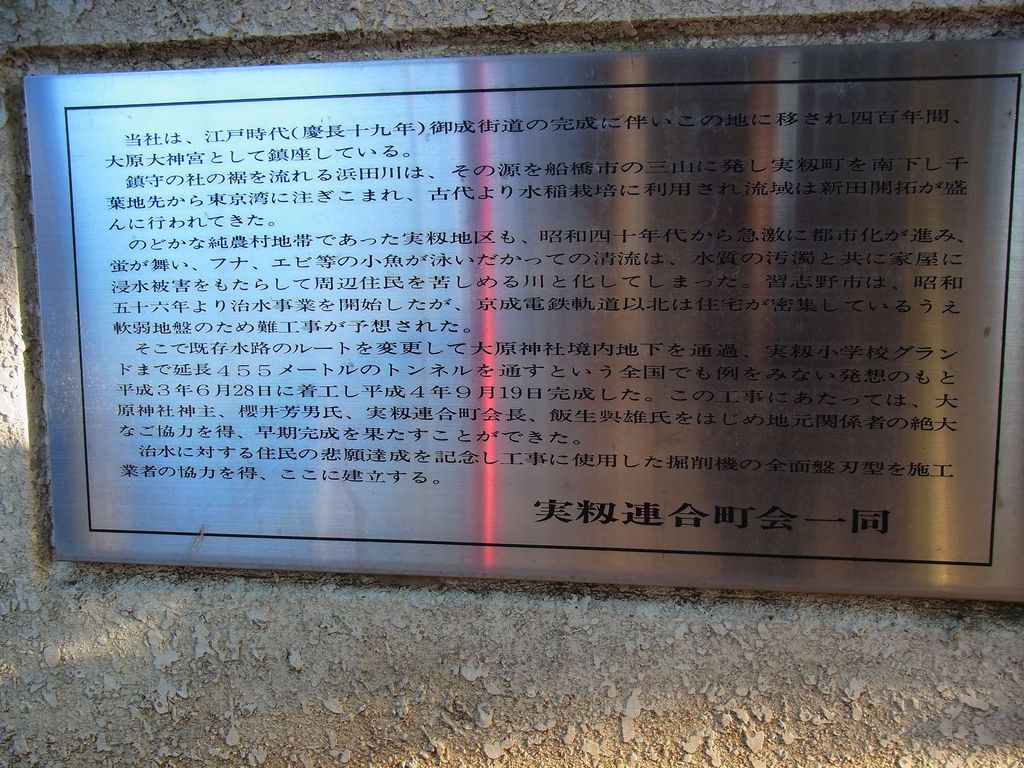 当社は、江戸時代(慶長十九年)御成街道の完成に伴いこの地に移され四百年間、
大原大神宮として鎮座している。
鎮守の社の裾を流れる浜田川は、その源を船橋市の三山に発し実籾町を南下し千
葉地先から東京湾に注ぎこまれ、古代より水稲栽培に利用され流域は新田開拓が盛
んに行われてきた。
のどかな純農村地帯であった実籾地区も、昭和四十年代から急激に都市化が進み、
蛍が舞い、フナ、エビ等の小魚が泳いだかっての清流は、水質の汚濁と共に家屋に
浸水被害をもたらして周辺住民を苦しめる川と化してしまった。習志野市は、昭和
五十六年より治水事業を開始したが、京成電鉄軌道以北は住宅が密集しているうえ
軟弱地盤のため難工事が予想された。
そこで既存水路のルートを変更して大原神社境内地下を通過、実籾小学校グラン
ドまで延長455メートルのトンネルを通すという全国でも例をみない発想のもと
平成3年6月28日に着工し平成4年9月19日完成した。この工事にあたっては、大
原神社神主、櫻井芳男氏、実籾連合町会長、飯生與雄氏をはじめ地元関係者の絶大
なご協力を得、早期完成を果たすことができた。
治水に対する住民の悲願達成を記念し工事に使用した掘削機の全面盤刃型を施工
業者の協力を得、ここに建立する。
実籾連合町会一同